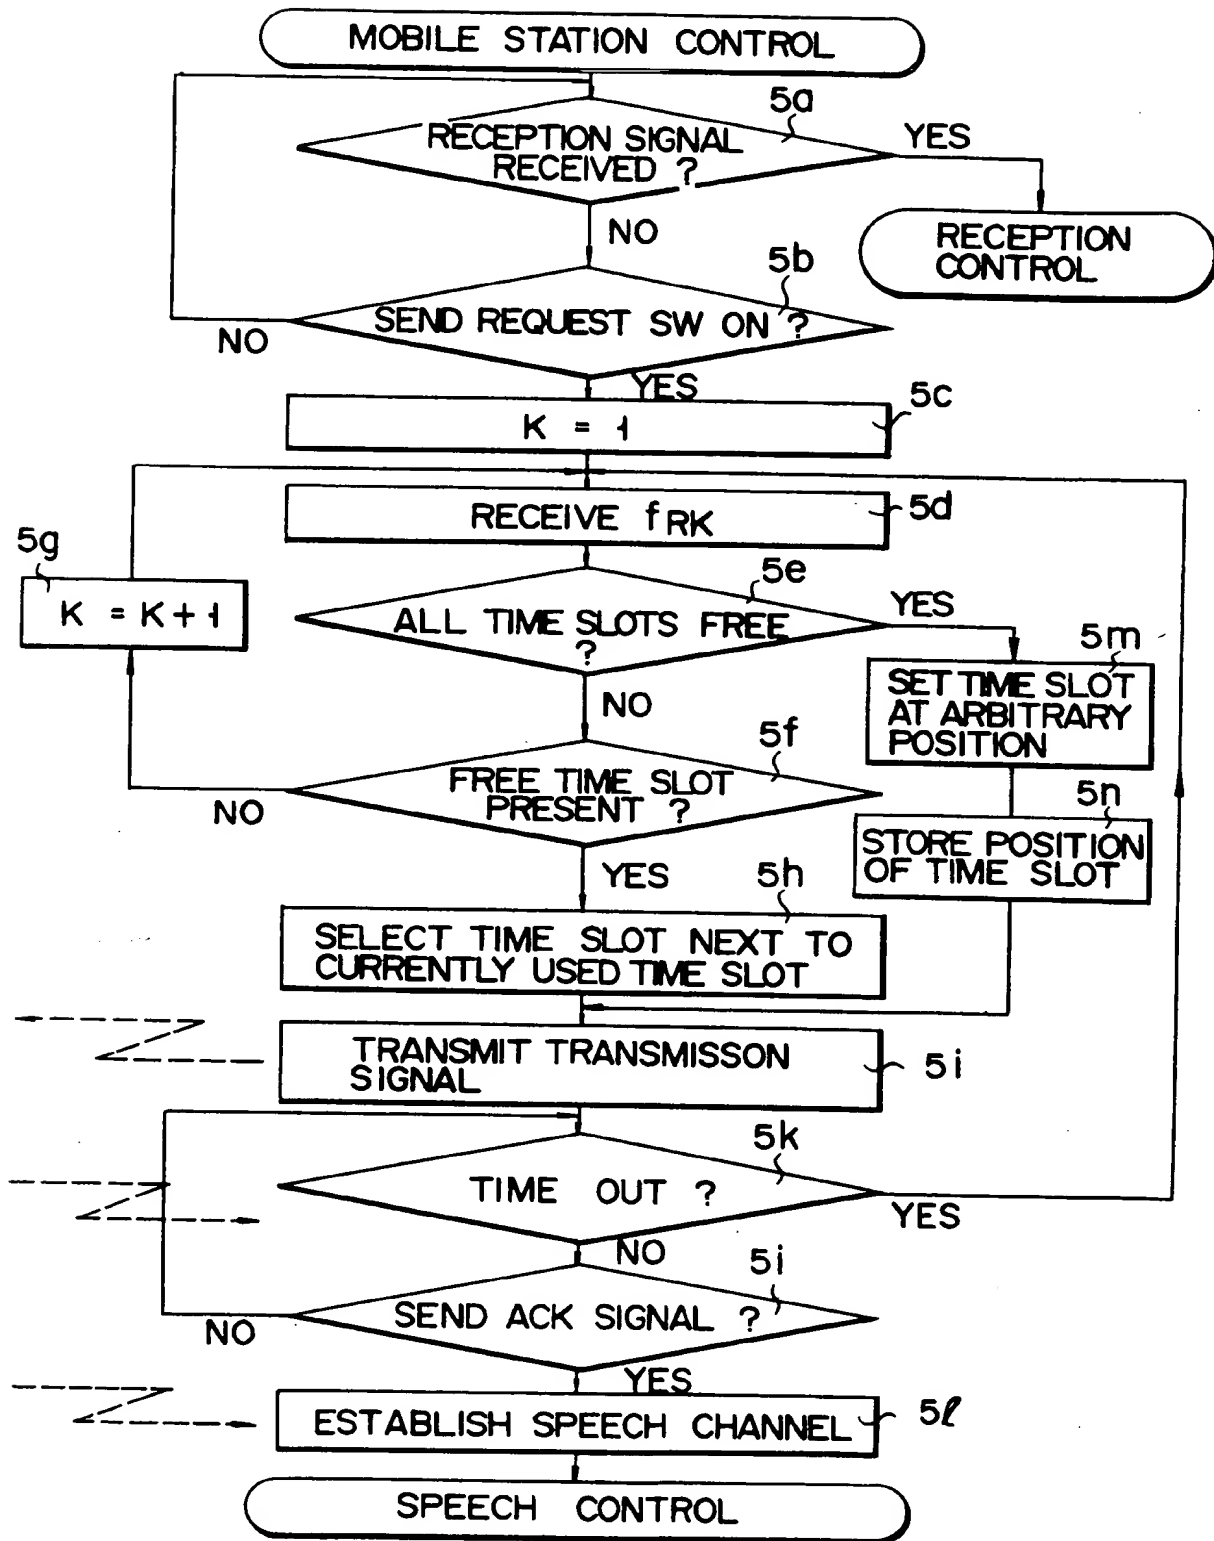 MOBILE STATION CONTROL
5a
RECEPTION SIGNAL
RECEIVED ?
YES
NO
RECEPTION
CONTROL
5b
SEND REQUEST SW ON ?
NO
YES
5c
K = 1
5d
RECEIVE fRK
5g
K = K+1
5e
ALL TIME SLOTS FREE
?
YES
NO
5m
SET TIME SLOT
AT ARBITRARY
POSITION
5f
FREE TIME SLOT
PRESENT ?
NO
YES
5n
STORE POSITION
OF TIME SLOT
5h
SELECT TIME SLOT NEXT TO
CURRENTLY USED TIME SLOT
TRANSMIT TRANSMISSON
SIGNAL
5i
5k
TIME OUT ?
YES
NO
5i
SEND ACK SIGNAL ?
NO
YES
ESTABLISH SPEECH CHANNEL
5ℓ
SPEECH CONTROL